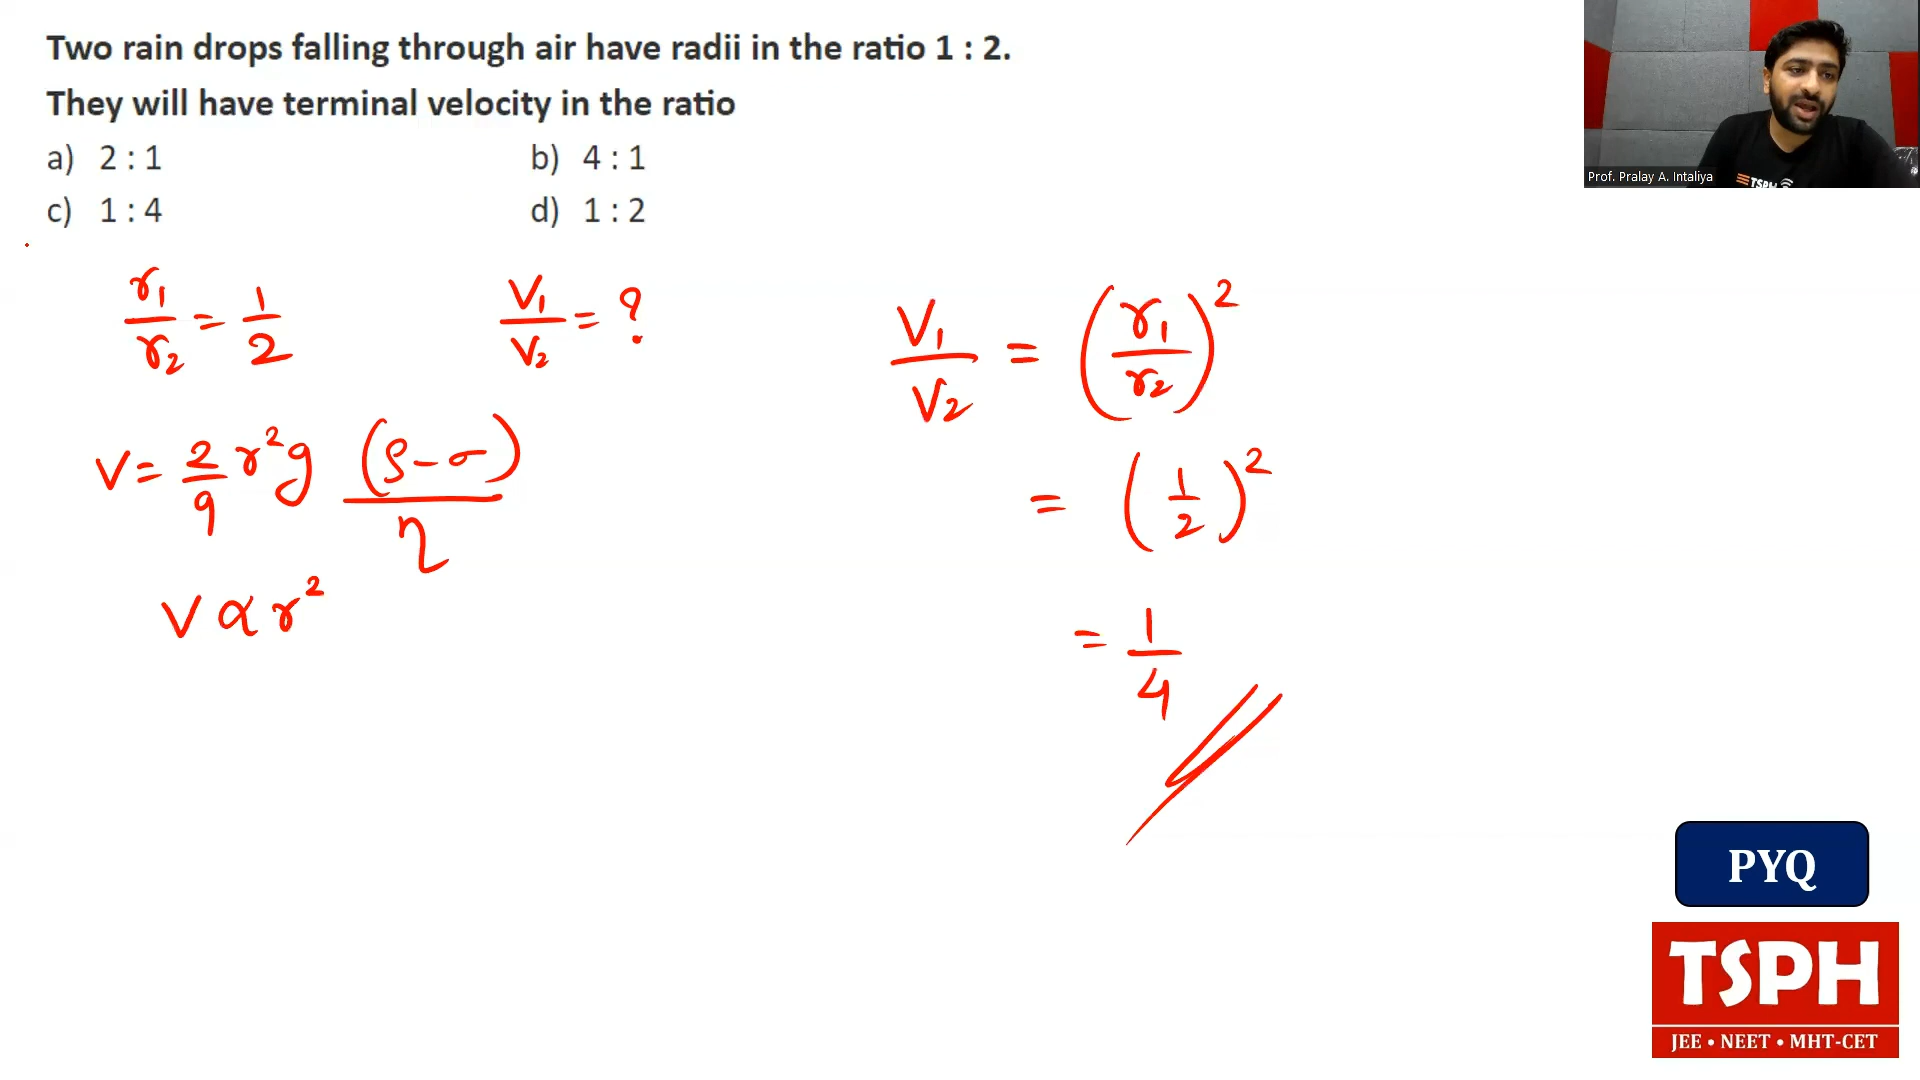 Two rain drops falling through air have radii in the ratio 1 : 2.
They will have terminal velocity in the ratio
a) 2 : 1
b) 4 : 1
c) 1 : 4
d) 1 : 2
r₁/r₂ = 1/2
V₁/V₂ = ?
V = 2/9 r²g (ρ-σ)/η
V ∝ r²
V₁/V₂ = (r₁/r₂)²
= (1/2)²
= 1/4
Prof. Pralay A. Intaliya
TSPH
PYQ
TSPH
JEE • NEET • MHT-CET